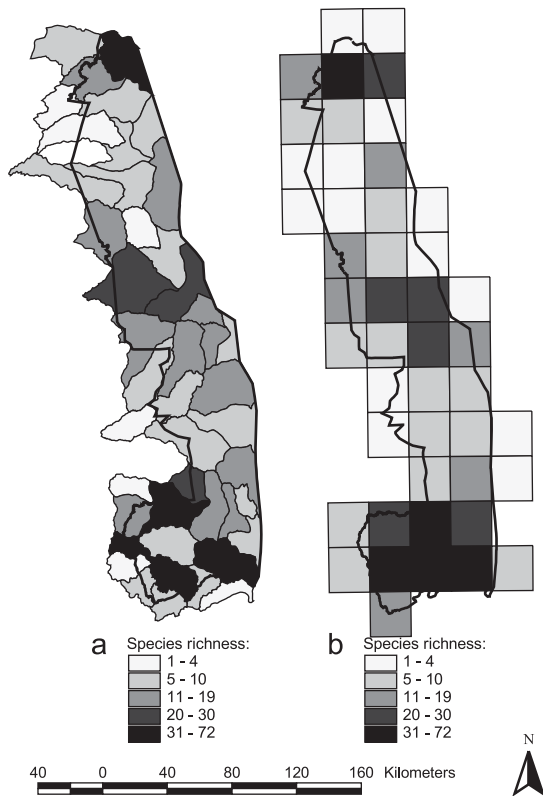 a Species richness:
1 - 4
5 - 10
11 - 19
20 - 30
31 - 72
b Species richness:
1 - 4
5 - 10
11 - 19
20 - 30
31 - 72
N
40 0 40 80 120 160 Kilometers